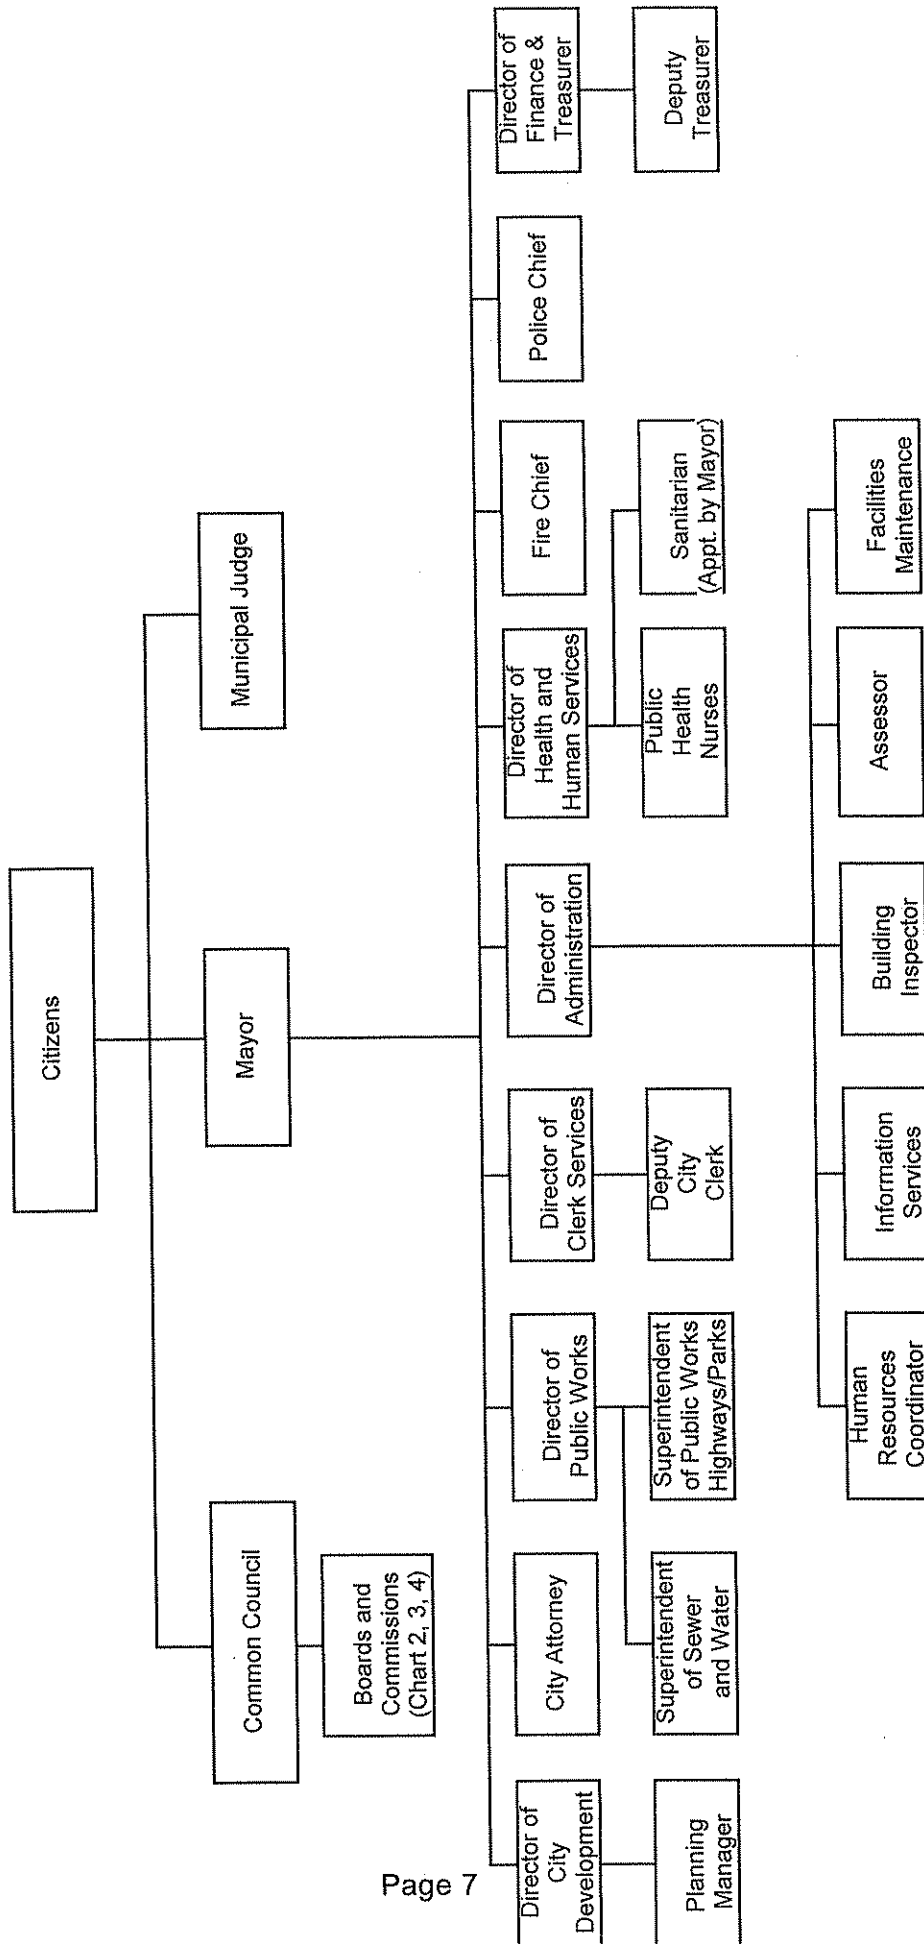 Citizens
Common Council
Mayor
Municipal Judge
Boards and
Commissions
(Chart 2, 3, 4)
Director of
City
Development
City Attorney
Director of
Public Works
Director of
Clerk Services
Director of
Administration
Director of
Health and
Human Services
Fire Chief
Police Chief
Director of
Finance &
Treasurer
Planning
Manager
Superintendent
of Sewer
and Water
Superintendent
of Public Works
Highways/Parks
Deputy
City
Clerk
Public
Health
Nurses
Sanitarian
(Appt. by Mayor)
Deputy
Treasurer
Human
Resources
Coordinator
Information
Services
Building
Inspector
Assessor
Facilities
Maintenance
Page 7